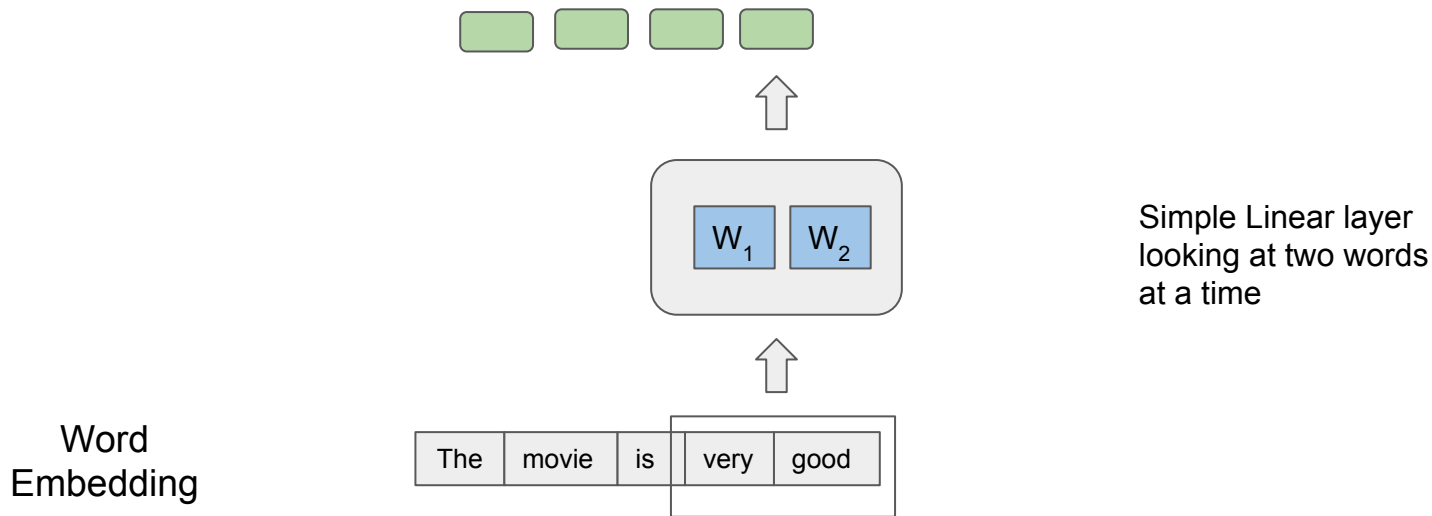 W1 W2
Simple Linear layer
looking at two words
at a time
Word
Embedding
The movie is very good